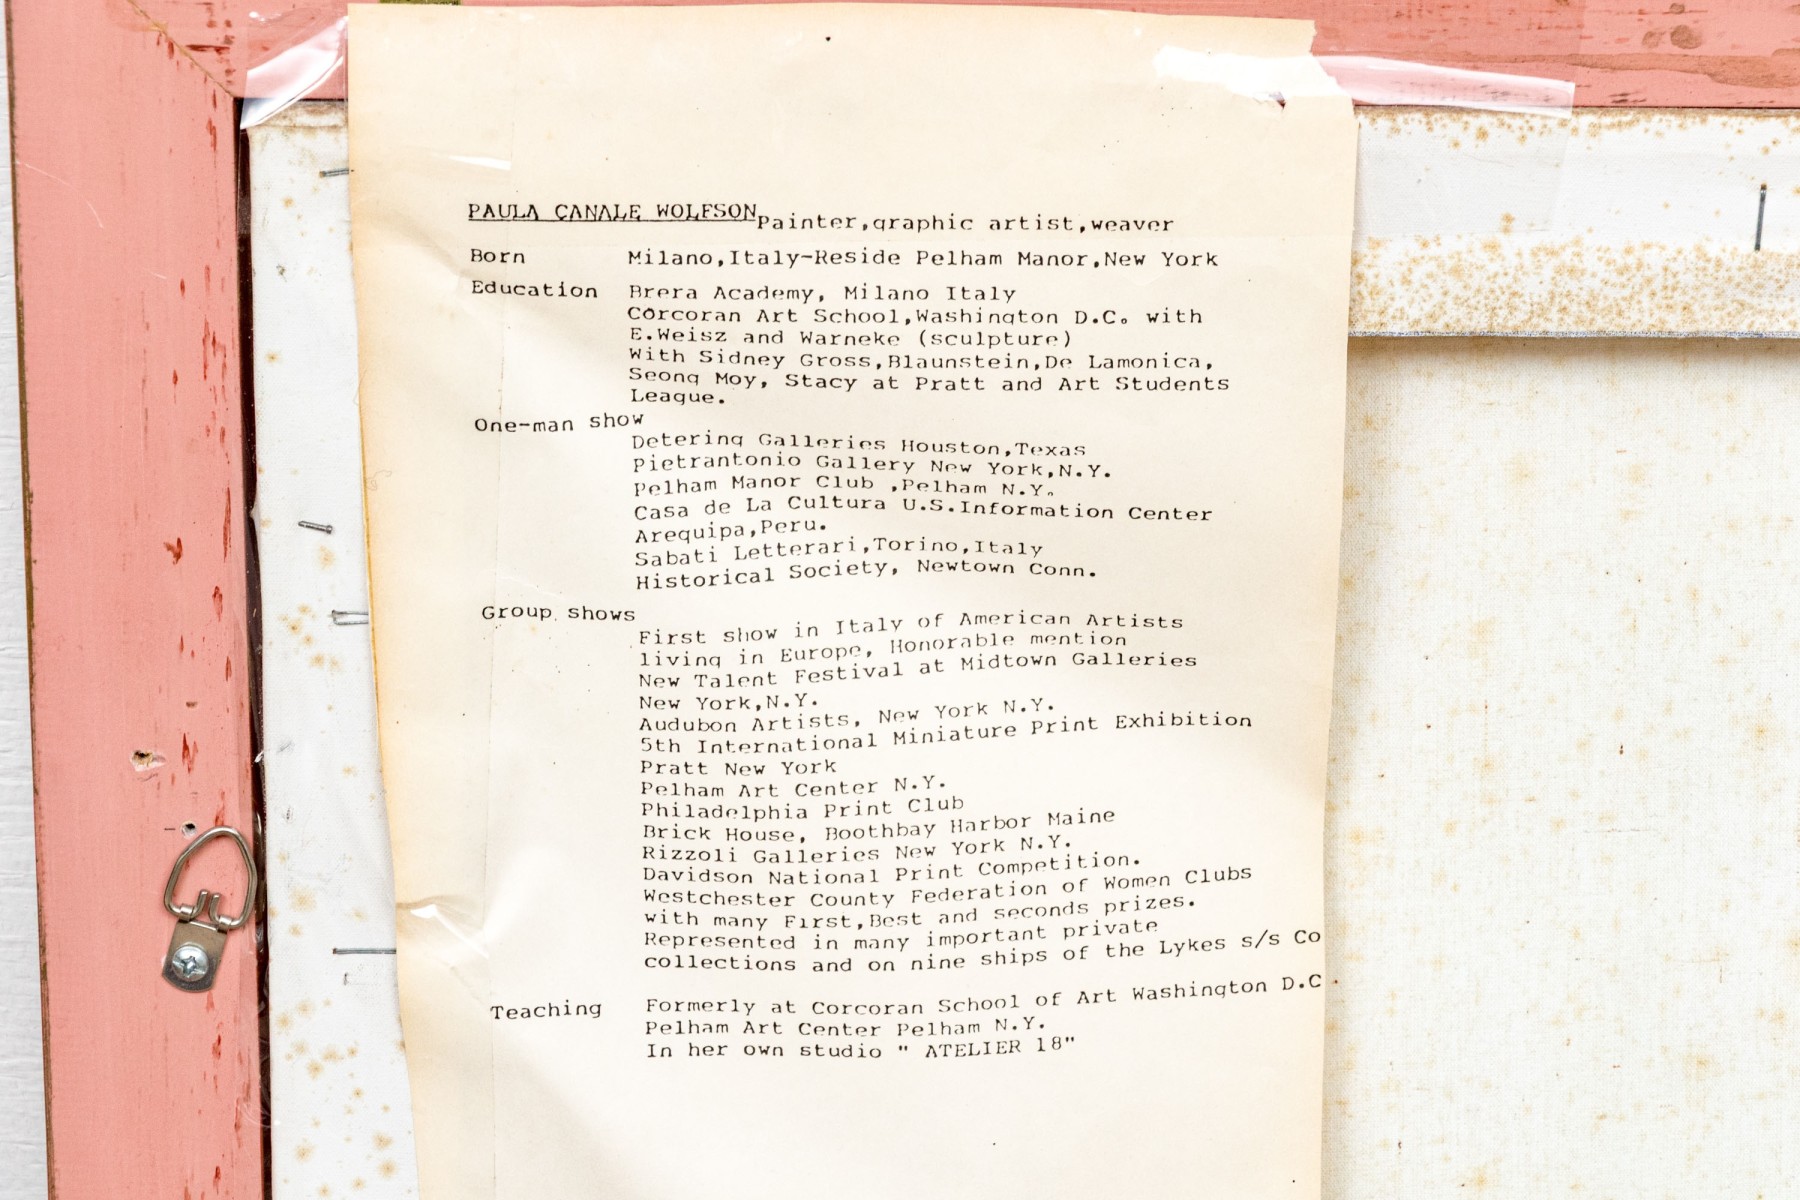 PAULA CANALE WOLFSON Painter,graphic artist,weaver
Born Milano,Italy-Reside Pelham Manor,New York
Education Brera Academy, Milano Italy
Corcoran Art School,Washington D.C. with
E.Weisz and Warneke (sculpture)
With Sidney Gross,Blaunstein,De Lamonica,
Seong Moy, Stacy at Pratt and Art Students
League.
One-man show
Detering Galleries Houston,Texas
Pietrantonio Gallery New York,N.Y.
Pelham Manor Club ,Pelham N.Y.
Casa de La Cultura U.S.Information Center
Arequipa,Peru.
Sabati Letterari,Torino,Italy
Historical Society, Newtown Conn.
Group shows
First show in Italy of American Artists
living in Europe, Honorable mention
New Talent Festival at Midtown Galleries
New York,N.Y.
Audubon Artists, New York N.Y.
5th International Miniature Print Exhibition
Pratt New York
Pelham Art Center N.Y.
Philadelphia Print Club
Brick House, Boothbay Harbor Maine
Rizzoli Galleries New York N.Y.
Davidson National Print Competition.
Westchester County Federation of Women Clubs
with many First,Best and seconds prizes.
Represented in many important private
collections and on nine ships of the Lykes s/s Co
Teaching Formerly at Corcoran School of Art Washington D.C.
Pelham Art Center Pelham N.Y.
In her own studio " ATELIER 18"